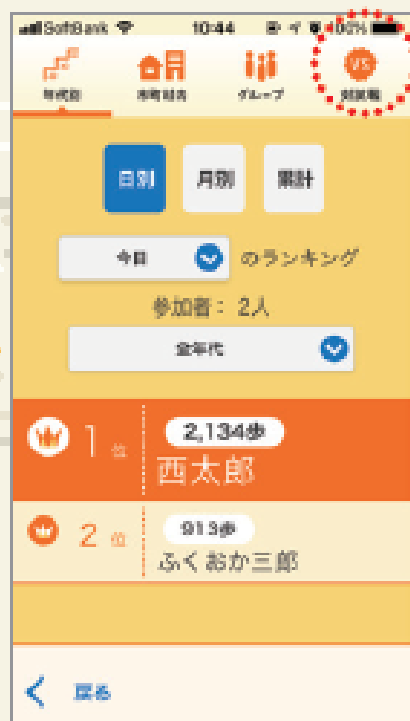 SoftBank 10:44 100%
年代別 市町村内 グループ VS 対抗戦
日別 月別 累計
今日 のランキング
参加者： 2人
全年代
1位 2,134歩
西太郎
2位 913歩
ふくおか三郎
戻る